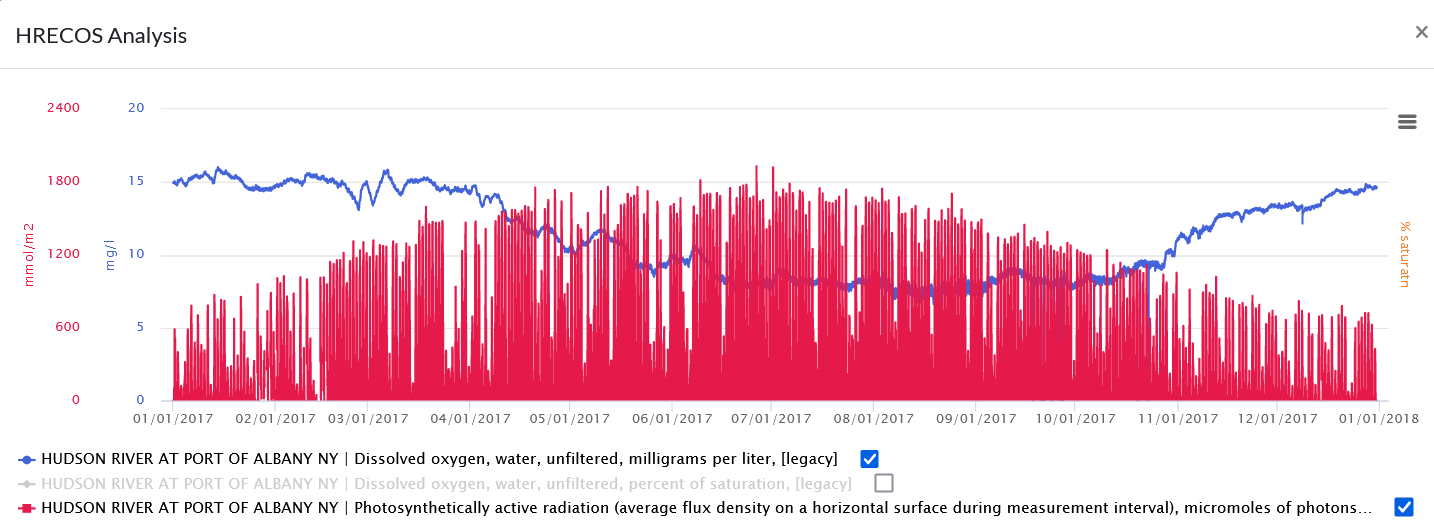 HRECOS Analysis ×
2400 20
1800 15
1200 10
600 5
0 0
mmol/m2
mg/l
% saturatn
01/01/2017 02/01/2017 03/01/2017 04/01/2017 05/01/2017 06/01/2017 07/01/2017 08/01/2017 09/01/2017 10/01/2017 11/01/2017 12/01/2017 01/01/2018
HUDSON RIVER AT PORT OF ALBANY NY | Dissolved oxygen, water, unfiltered, milligrams per liter, [legacy]
HUDSON RIVER AT PORT OF ALBANY NY | Dissolved oxygen, water, unfiltered, percent of saturation, [legacy]
HUDSON RIVER AT PORT OF ALBANY NY | Photosynthetically active radiation (average flux density on a horizontal surface during measurement interval), micromoles of photons...